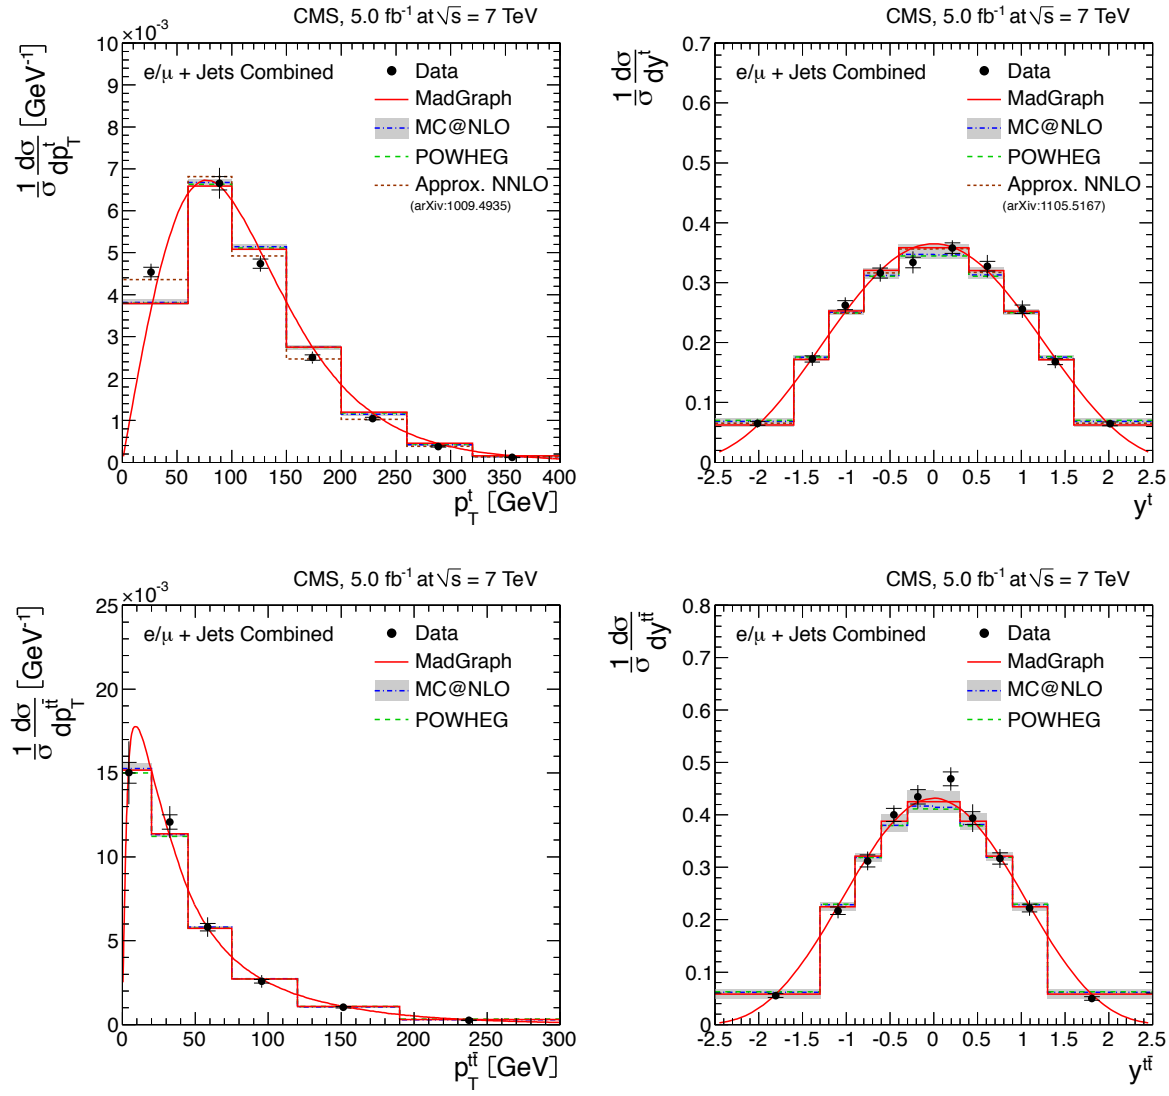 CMS, 5.0 fb⁻¹ at √s = 7 TeV
×10⁻³
1/σ dσ/dp_T^t [GeV⁻¹]
e/μ + Jets Combined
Data
MadGraph
MC@NLO
POWHEG
Approx. NNLO
(arXiv:1009.4935)
10
9
8
7
6
5
4
3
2
1
0
0 50 100 150 200 250 300 350 400
p_T^t [GeV]
CMS, 5.0 fb⁻¹ at √s = 7 TeV
1/σ dσ/dy^t
e/μ + Jets Combined
Data
MadGraph
MC@NLO
POWHEG
Approx. NNLO
(arXiv:1105.5167)
0.7
0.6
0.5
0.4
0.3
0.2
0.1
0
-2.5 -2 -1.5 -1 -0.5 0 0.5 1 1.5 2 2.5
y^t
CMS, 5.0 fb⁻¹ at √s = 7 TeV
×10⁻³
1/σ dσ/dp_T^tt̄ [GeV⁻¹]
e/μ + Jets Combined
Data
MadGraph
MC@NLO
POWHEG
25
20
15
10
5
0
0 50 100 150 200 250 300
p_T^tt̄ [GeV]
CMS, 5.0 fb⁻¹ at √s = 7 TeV
1/σ dσ/dy^tt̄
e/μ + Jets Combined
Data
MadGraph
MC@NLO
POWHEG
0.8
0.7
0.6
0.5
0.4
0.3
0.2
0.1
0
-2.5 -2 -1.5 -1 -0.5 0 0.5 1 1.5 2 2.5
y^tt̄